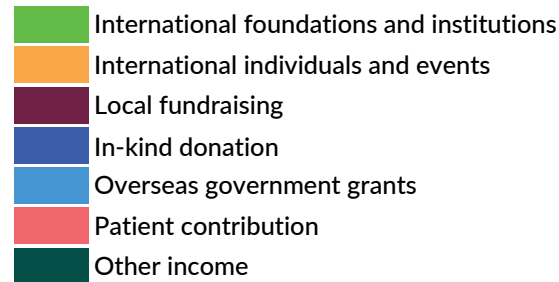 International foundations and institutions
International individuals and events
Local fundraising
In-kind donation
Overseas government grants
Patient contribution
Other income